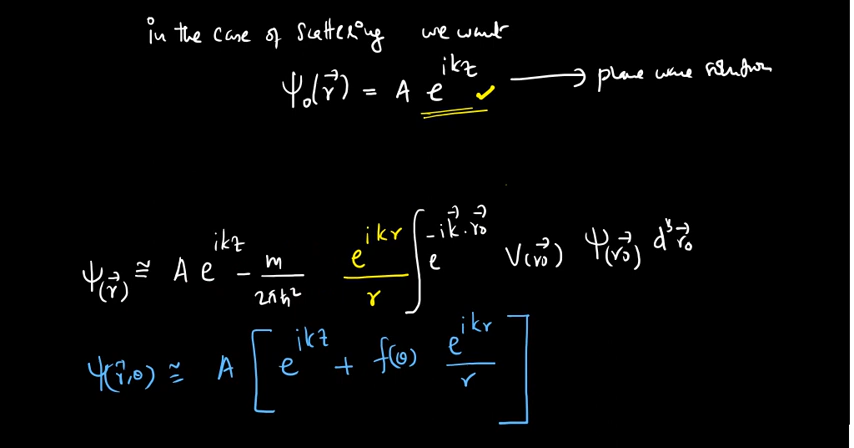 in the case of scattering we want
ψ₀(r⃗) = A e^{ikz} ✓ ⟶ plane wave solution
ψ(r⃗) ≅ A e^{ikz} − m/2πħ² e^{ikr}/r ∫ e^{−ik⃗·r⃗₀} V(r⃗₀) ψ(r⃗₀) d³r⃗₀
ψ(r⃗,θ) ≅ A [ e^{ikz} + f(θ) e^{ikr}/r ]